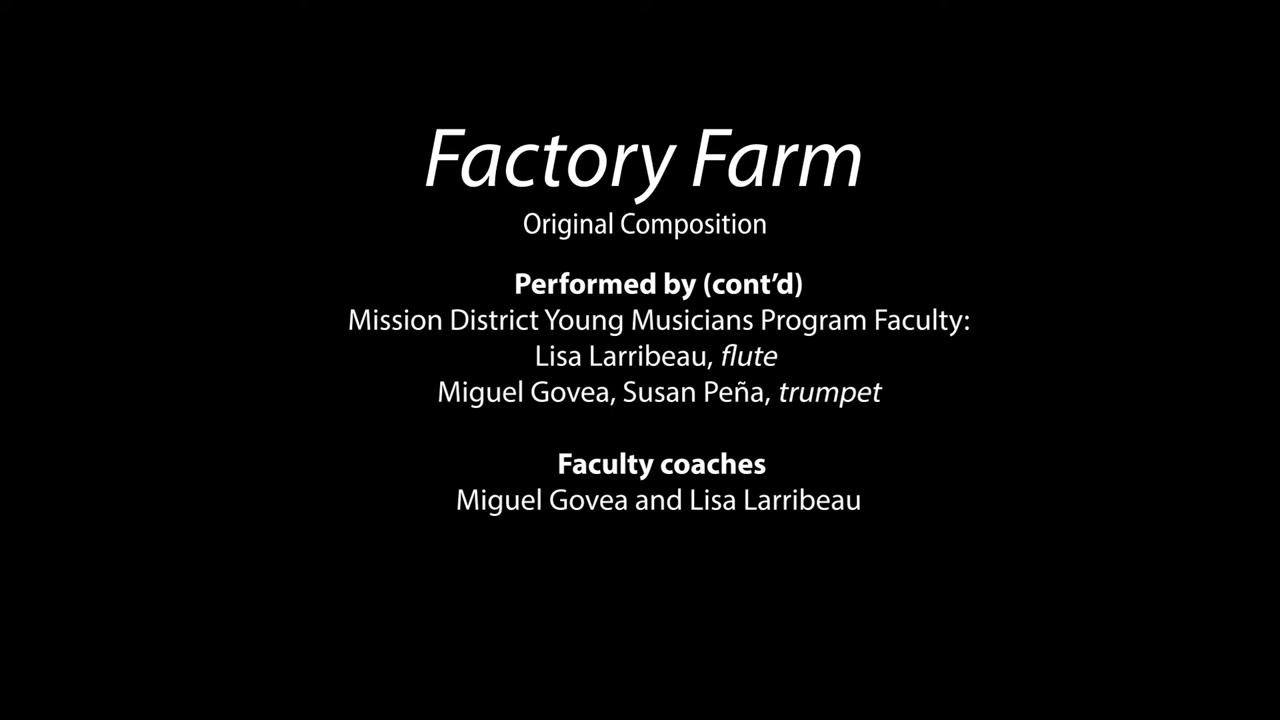 Factory Farm
Original Composition
Performed by (cont’d)
Mission District Young Musicians Program Faculty:
Lisa Larribeau, flute
Miguel Govea, Susan Peña, trumpet
Faculty coaches
Miguel Govea and Lisa Larribeau